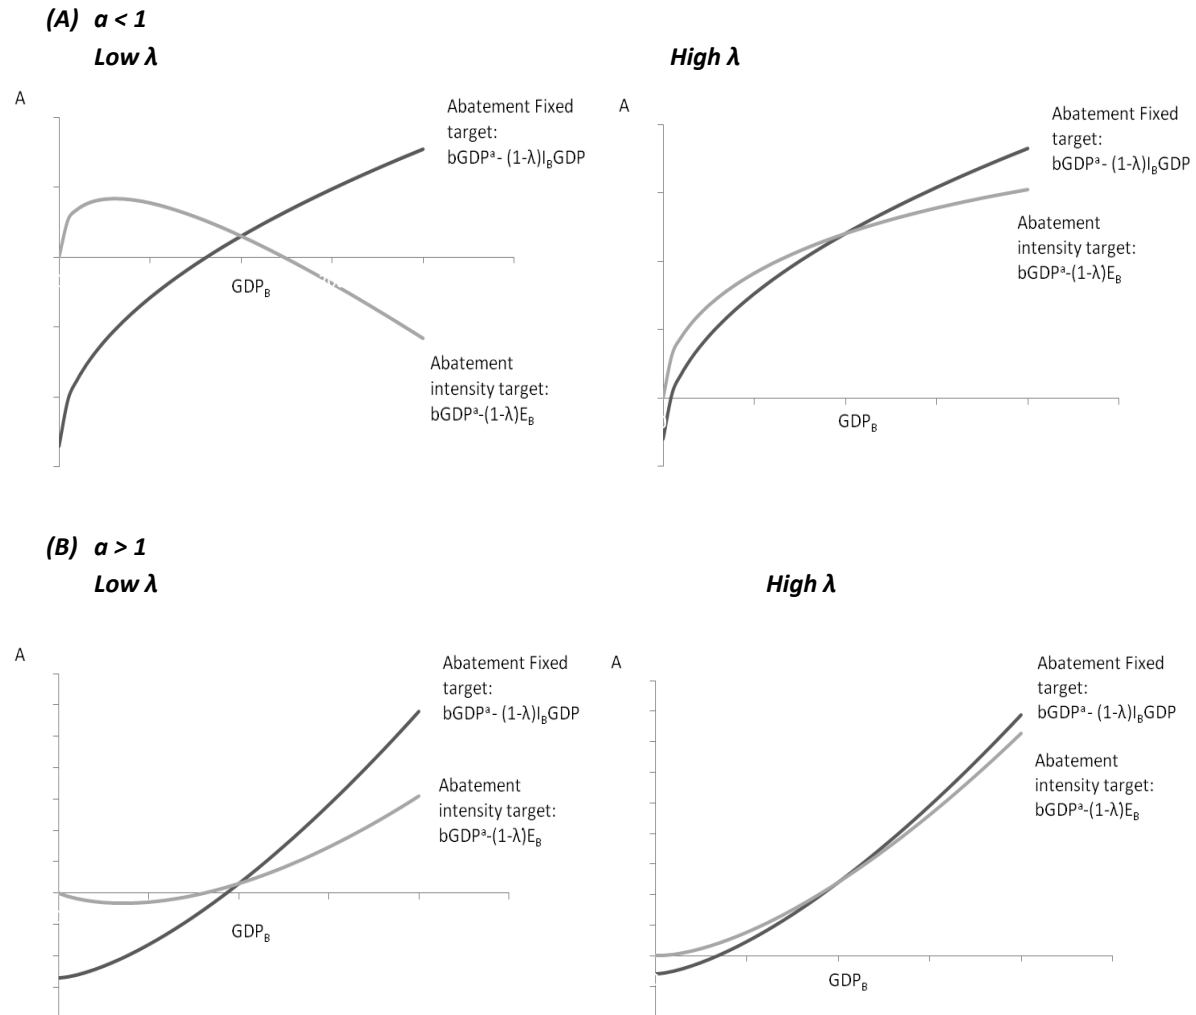 (A) a < 1
Low λ
High λ
A
Abatement Fixed
target:
bGDPᵃ- (1-λ)I_BGDP
GDP_B
Abatement
intensity target:
bGDPᵃ-(1-λ)E_B
A
Abatement Fixed
target:
bGDPᵃ- (1-λ)I_BGDP
Abatement
intensity target:
bGDPᵃ-(1-λ)E_B
GDP_B
(B) a > 1
Low λ
High λ
A
Abatement Fixed
target:
bGDPᵃ- (1-λ)I_BGDP
Abatement
intensity target:
bGDPᵃ-(1-λ)E_B
GDP_B
A
Abatement Fixed
target:
bGDPᵃ- (1-λ)I_BGDP
Abatement
intensity target:
bGDPᵃ-(1-λ)E_B
GDP_B